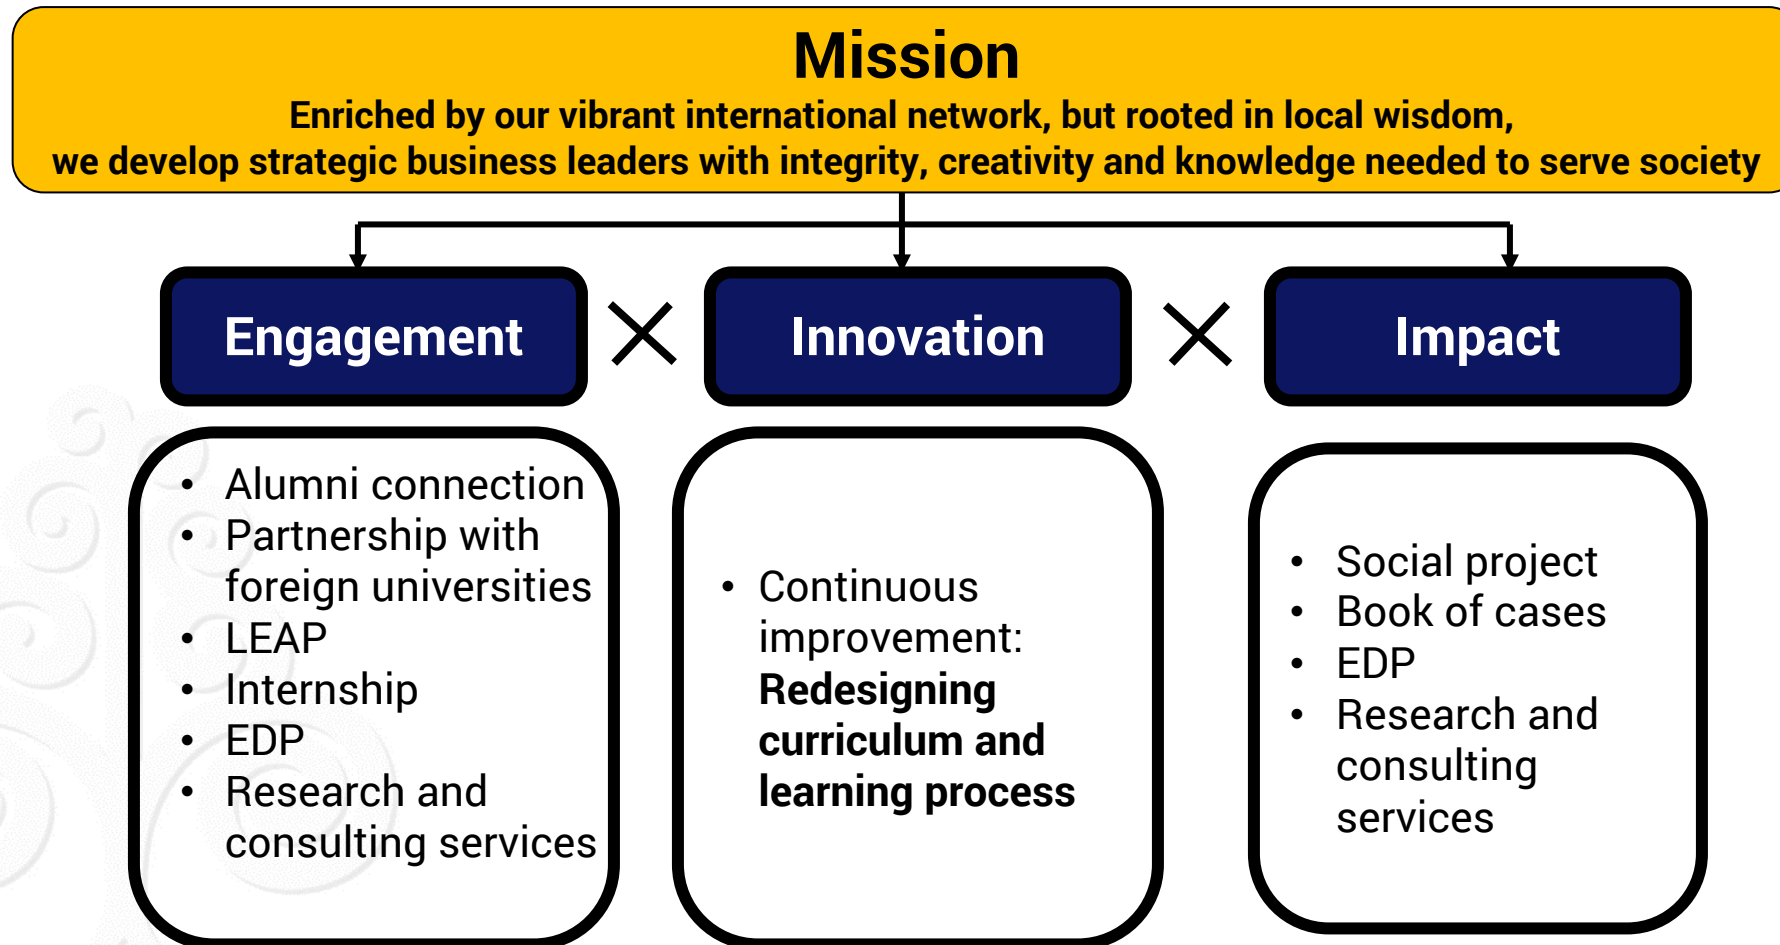 Mission
Enriched by our vibrant international network, but rooted in local wisdom,
we develop strategic business leaders with integrity, creativity and knowledge needed to serve society
Engagement
Innovation
Impact
• Alumni connection
• Partnership with
foreign universities
• LEAP
• Internship
• EDP
• Research and
consulting services
• Continuous
improvement:
Redesigning
curriculum and
learning process
• Social project
• Book of cases
• EDP
• Research and
consulting
services